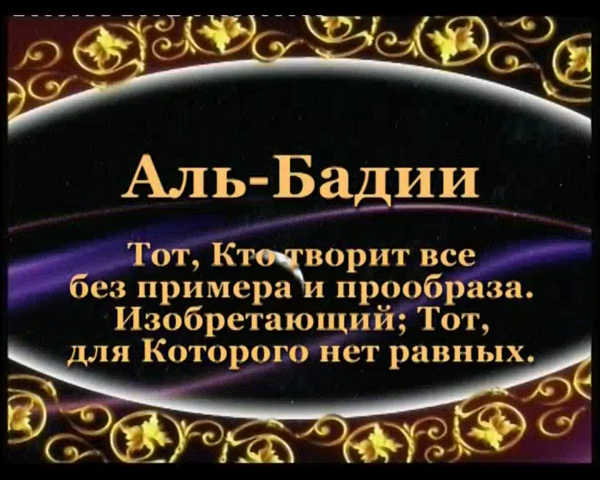 Аль-Бадии
Тот, Кто творит все
без примера и прообраза.
Изобретающий; Тот,
для Которого нет равных.